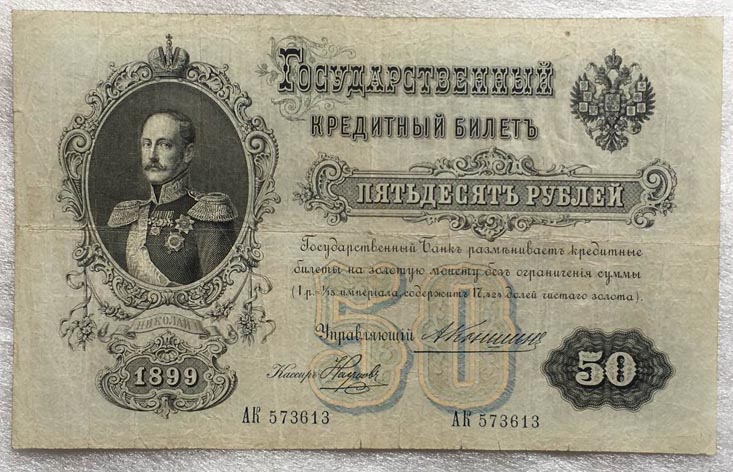 Государственный
КРЕДИТНЫЙ БИЛЕТЪ
ПЯТЬДЕСЯТЪ РУБЛЕЙ
Государственный Банкъ размѣниваетъ кредитные
билеты на золотую монету безъ ограниченія суммы
(1 р.= 1/15 имперіала, содержитъ 17,424 долей чистаго золота).
Управляющій
Кассиръ
50
НИКОЛАЙ I
1899
50
АК 573613
АК 573613